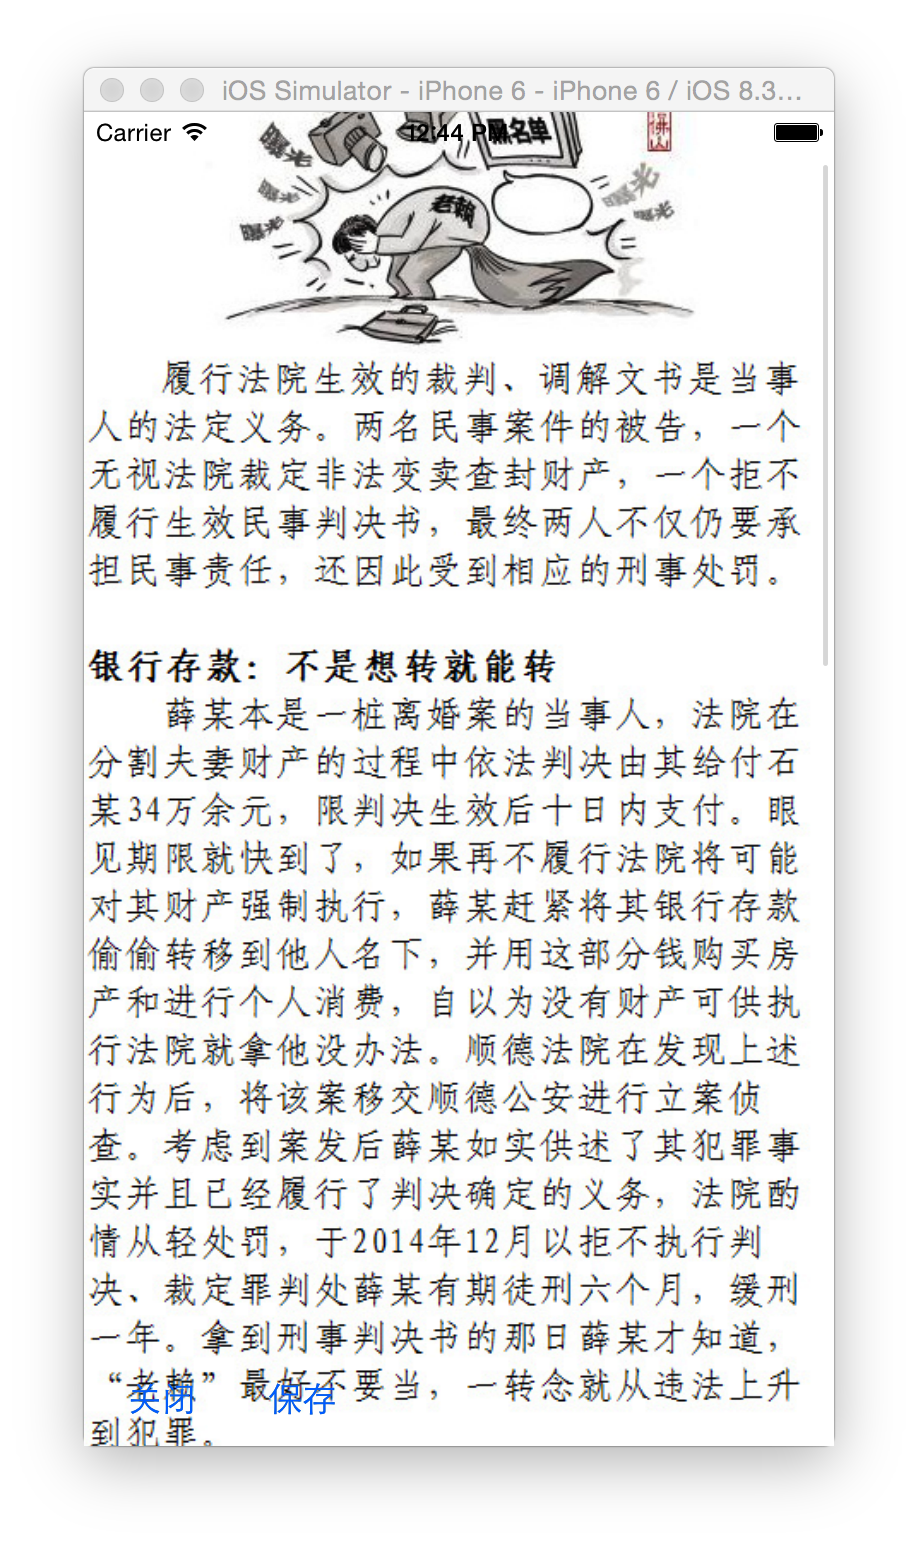 iOS Simulator - iPhone 6 - iPhone 6 / iOS 8.3...
Carrier 12:44 PM
黑名单
曝光
曝光
曝光
曝光
曝光
老赖
履行法院生效的裁判、调解文书是当事
人的法定义务。两名民事案件的被告，一个
无视法院裁定非法变卖查封财产，一个拒不
履行生效民事判决书，最终两人不仅仍要承
担民事责任，还因此受到相应的刑事处罚。
银行存款：不是想转就能转
薛某本是一桩离婚案的当事人，法院在
分割夫妻财产的过程中依法判决由其给付石
某34万余元，限判决生效后十日内支付。眼
见期限就快到了，如果再不履行法院将可能
对其财产强制执行，薛某赶紧将其银行存款
偷偷转移到他人名下，并用这部分钱购买房
产和进行个人消费，自以为没有财产可供执
行法院就拿他没办法。顺德法院在发现上述
行为后，将该案移交顺德公安进行立案侦
查。考虑到案发后薛某如实供述了其犯罪事
实并且已经履行了判决确定的义务，法院酌
情从轻处罚，于2014年12月以拒不执行判
决、裁定罪判处薛某有期徒刑六个月，缓刑
一年。拿到刑事判决书的那日薛某才知道，
“老赖”最好不要当，一转念就从违法上升
到犯罪。
关闭 保存